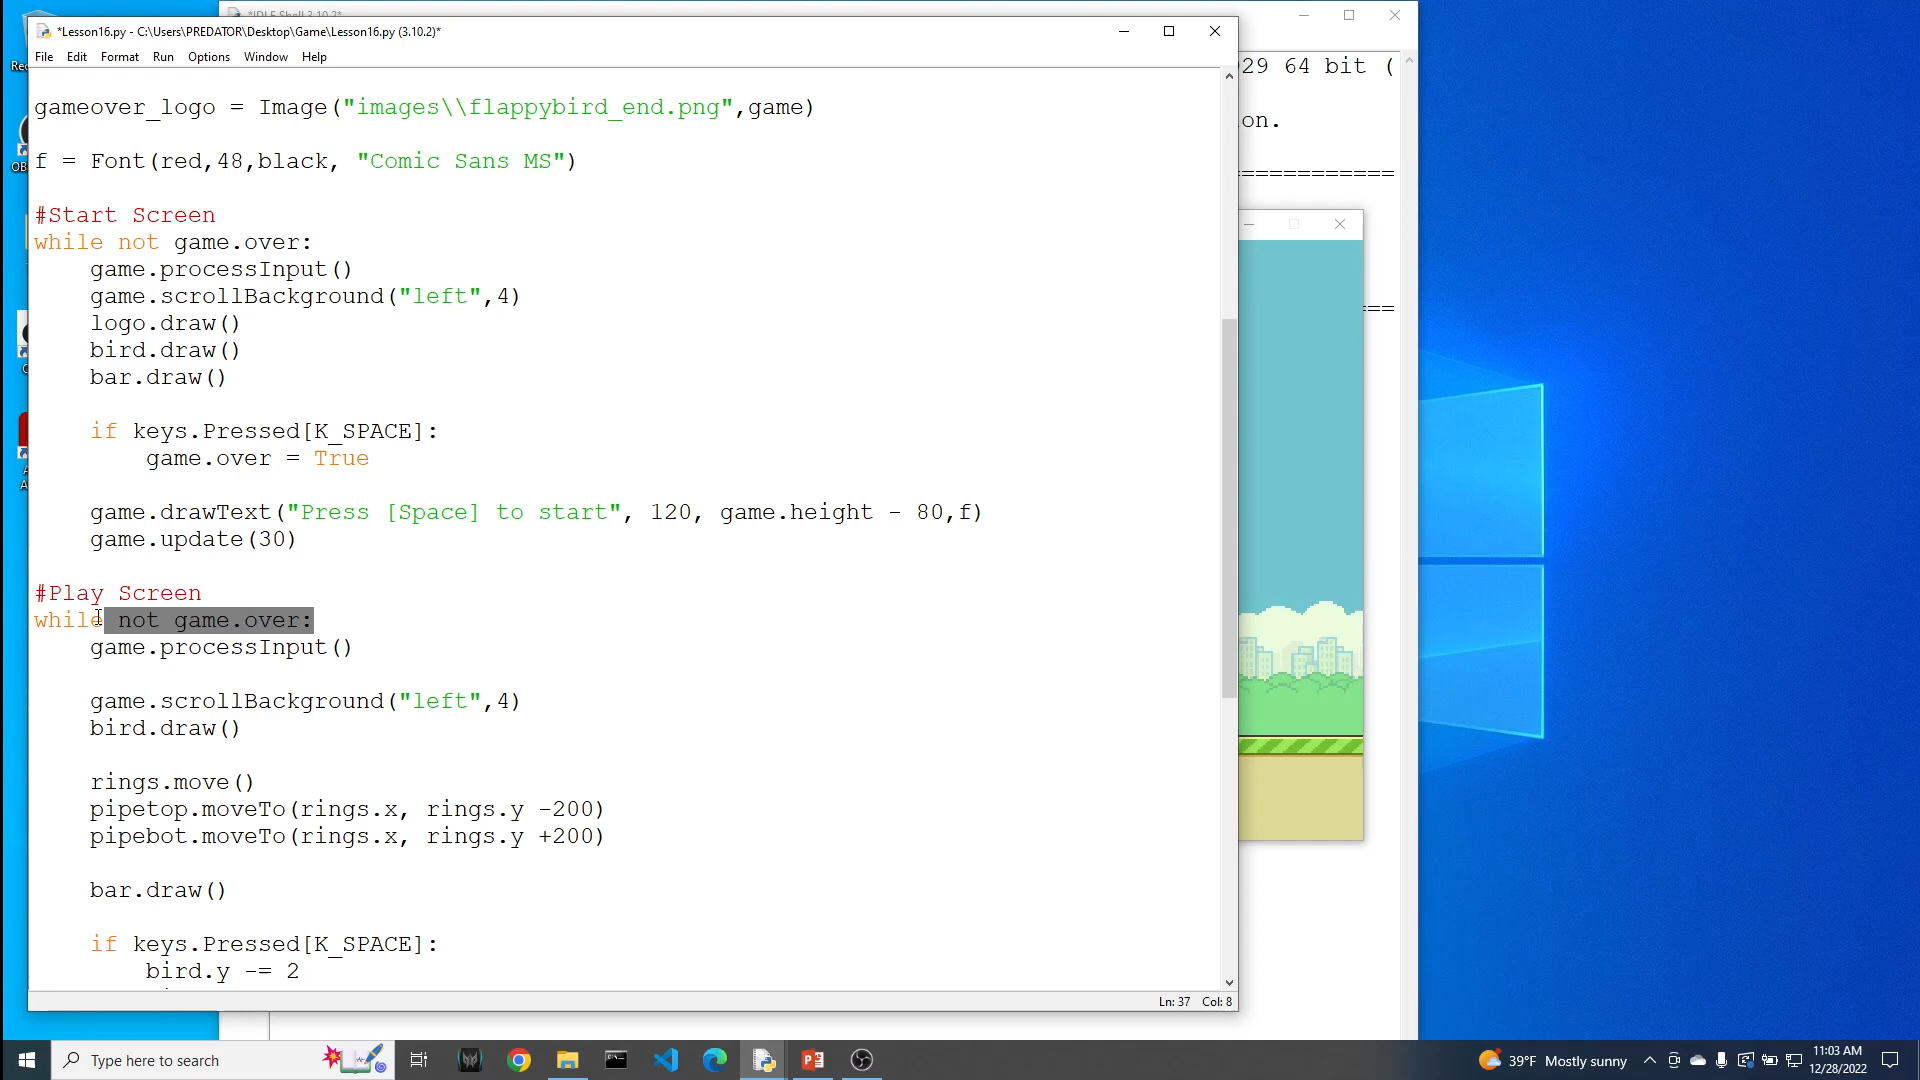 *IDLE Shell 3.10.2*
*Lesson16.py - C:\Users\PREDATOR\Desktop\Game\Lesson16.py (3.10.2)*
File Edit Format Run Options Window Help
29 64 bit (
on.
============
===
gameover_logo = Image("images\\flappybird_end.png",game)
f = Font(red,48,black, "Comic Sans MS")
#Start Screen
while not game.over:
    game.processInput()
    game.scrollBackground("left",4)
    logo.draw()
    bird.draw()
    bar.draw()
    if keys.Pressed[K_SPACE]:
        game.over = True
    game.drawText("Press [Space] to start", 120, game.height - 80,f)
    game.update(30)
#Play Screen
while not game.over:
    game.processInput()
    game.scrollBackground("left",4)
    bird.draw()
    rings.move()
    pipetop.moveTo(rings.x, rings.y -200)
    pipebot.moveTo(rings.x, rings.y +200)
    bar.draw()
    if keys.Pressed[K_SPACE]:
        bird.y -= 2
Ln: 37 Col: 8
Type here to search
39°F Mostly sunny
11:03 AM
12/28/2022